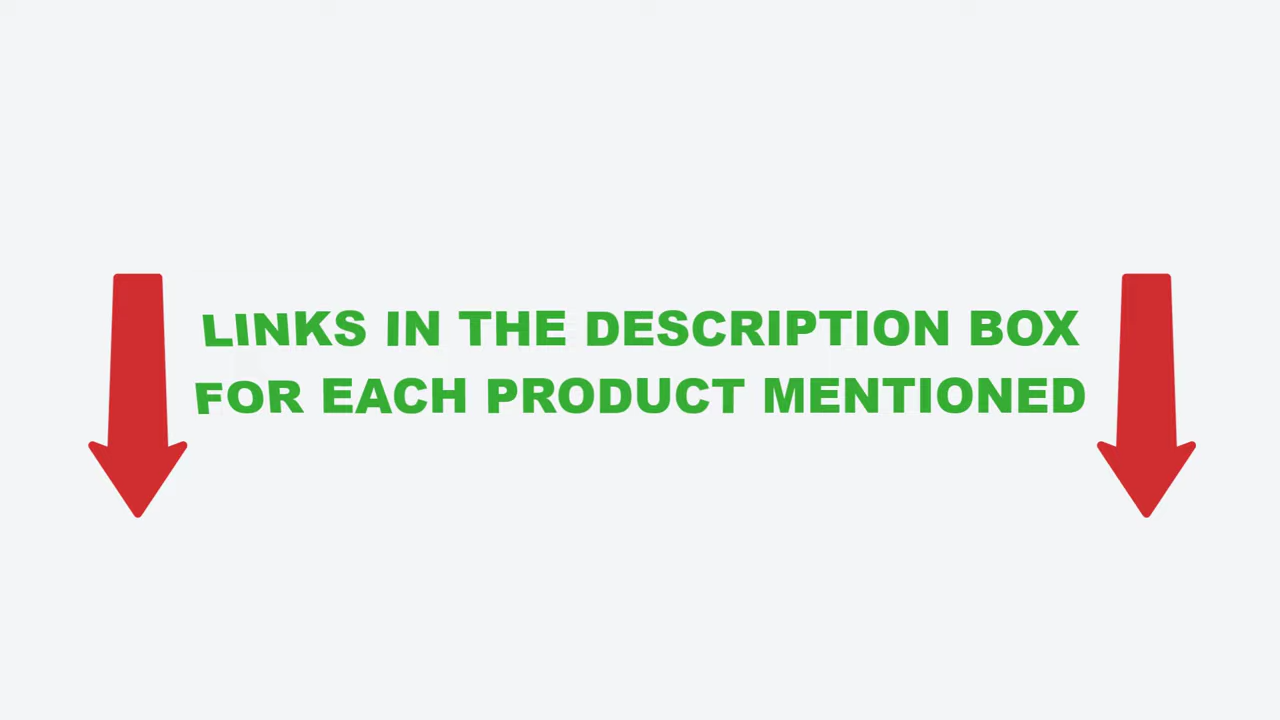 LINKS IN THE DESCRIPTION BOX
FOR EACH PRODUCT MENTIONED